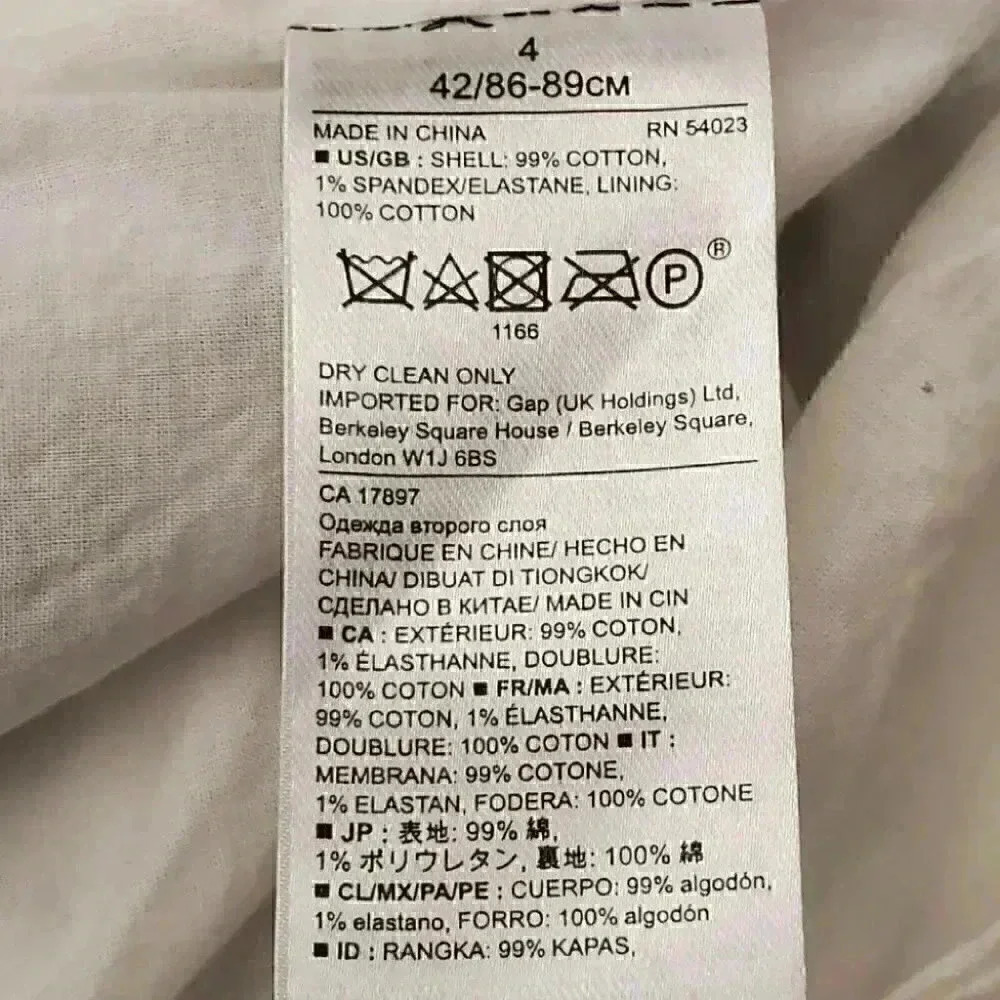 4
42/86-89CM
MADE IN CHINA RN 54023
■ US/GB : SHELL: 99% COTTON,
1% SPANDEX/ELASTANE, LINING:
100% COTTON
P ®
1166
DRY CLEAN ONLY
IMPORTED FOR: Gap (UK Holdings) Ltd,
Berkeley Square House / Berkeley Square,
London W1J 6BS
CA 17897
Одежда второго слоя
FABRIQUE EN CHINE/ HECHO EN
CHINA/ DIBUAT DI TIONGKOK/
СДЕЛАНО В КИТАЕ/ MADE IN CIN
■ CA : EXTÉRIEUR: 99% COTON,
1% ÉLASTHANNE, DOUBLURE:
100% COTON ■ FR/MA : EXTÉRIEUR:
99% COTON, 1% ÉLASTHANNE,
DOUBLURE: 100% COTON ■ IT :
MEMBRANA: 99% COTONE,
1% ELASTAN, FODERA: 100% COTONE
■ JP : 表地: 99% 綿,
1% ポリウレタン, 裏地: 100% 綿
■ CL/MX/PA/PE : CUERPO: 99% algodón,
1% elastano, FORRO: 100% algodón
■ ID : RANGKA: 99% KAPAS,